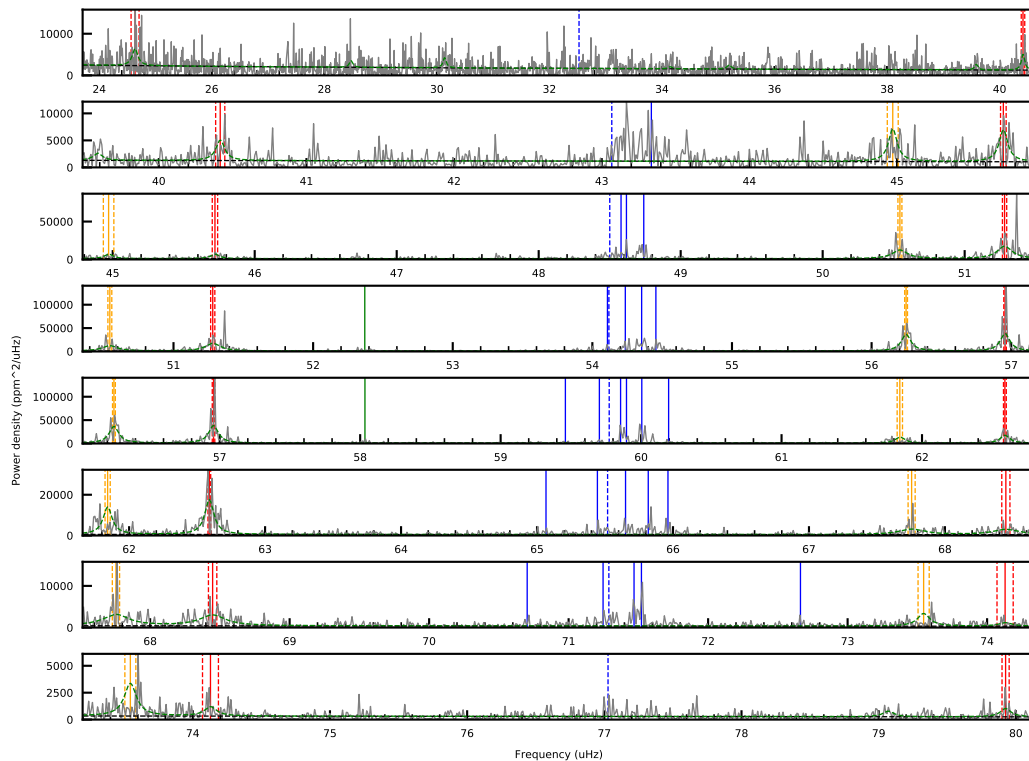 10000
0
24 26 28 30 32 34 36 38 40
10000
5000
0
40 41 42 43 44 45
50000
0
45 46 47 48 49 50 51
100000
50000
0
51 52 53 54 55 56 57
100000
50000
0
57 58 59 60 61 62
20000
0
62 63 64 65 66 67 68
10000
0
68 69 70 71 72 73 74
5000
2500
0
74 75 76 77 78 79 80
Power density (ppm^2/uHz)
Frequency (uHz)